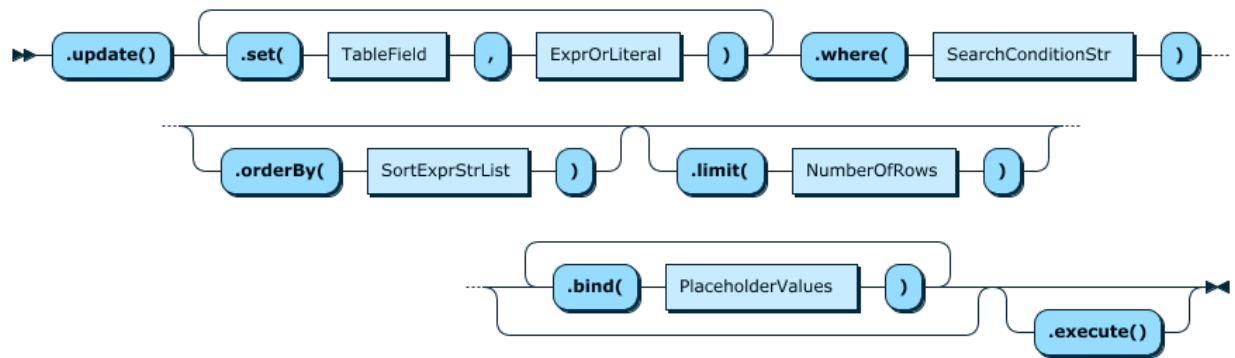 .update() .set( TableField , ExprOrLiteral ) .where( SearchConditionStr )
.orderBy( SortExprStrList ) .limit( NumberOfRows )
.bind( PlaceholderValues )
.execute()